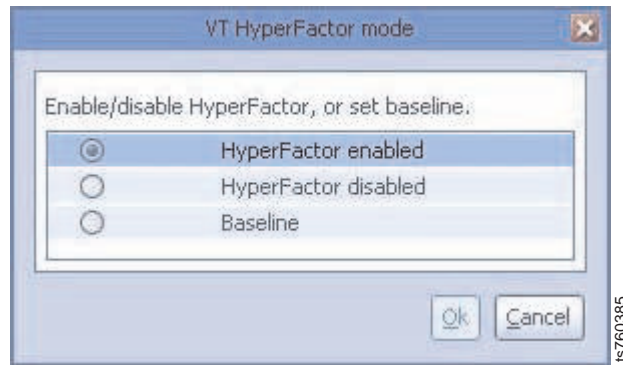 VT HyperFactor mode
Enable/disable HyperFactor, or set baseline.
HyperFactor enabled
HyperFactor disabled
Baseline
Ok
Cancel
ts760385